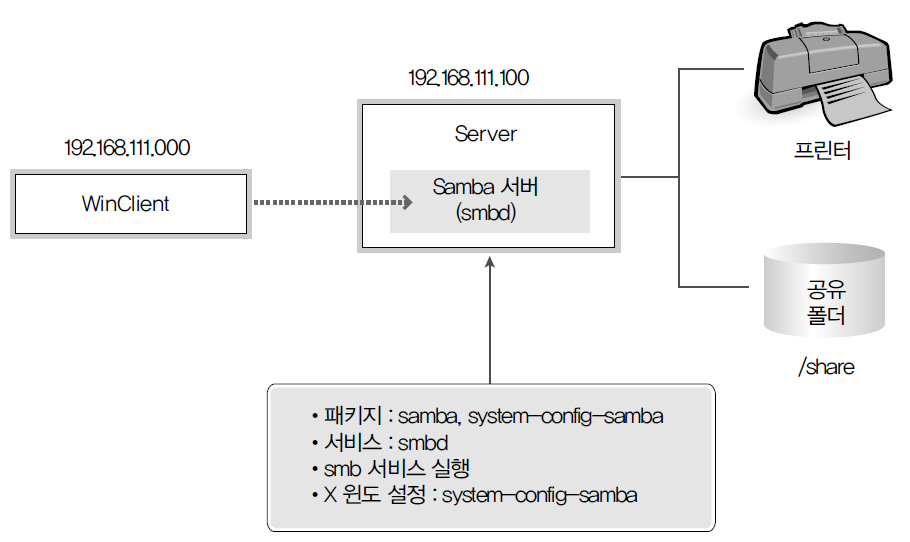 192.168.111.000
WinClient
192.168.111.100
Server
Samba 서버
(smbd)
프린터
공유
폴더
/share
• 패키지 : samba, system-config-samba
• 서비스 : smbd
• smb 서비스 실행
• X 윈도 설정 : system-config-samba